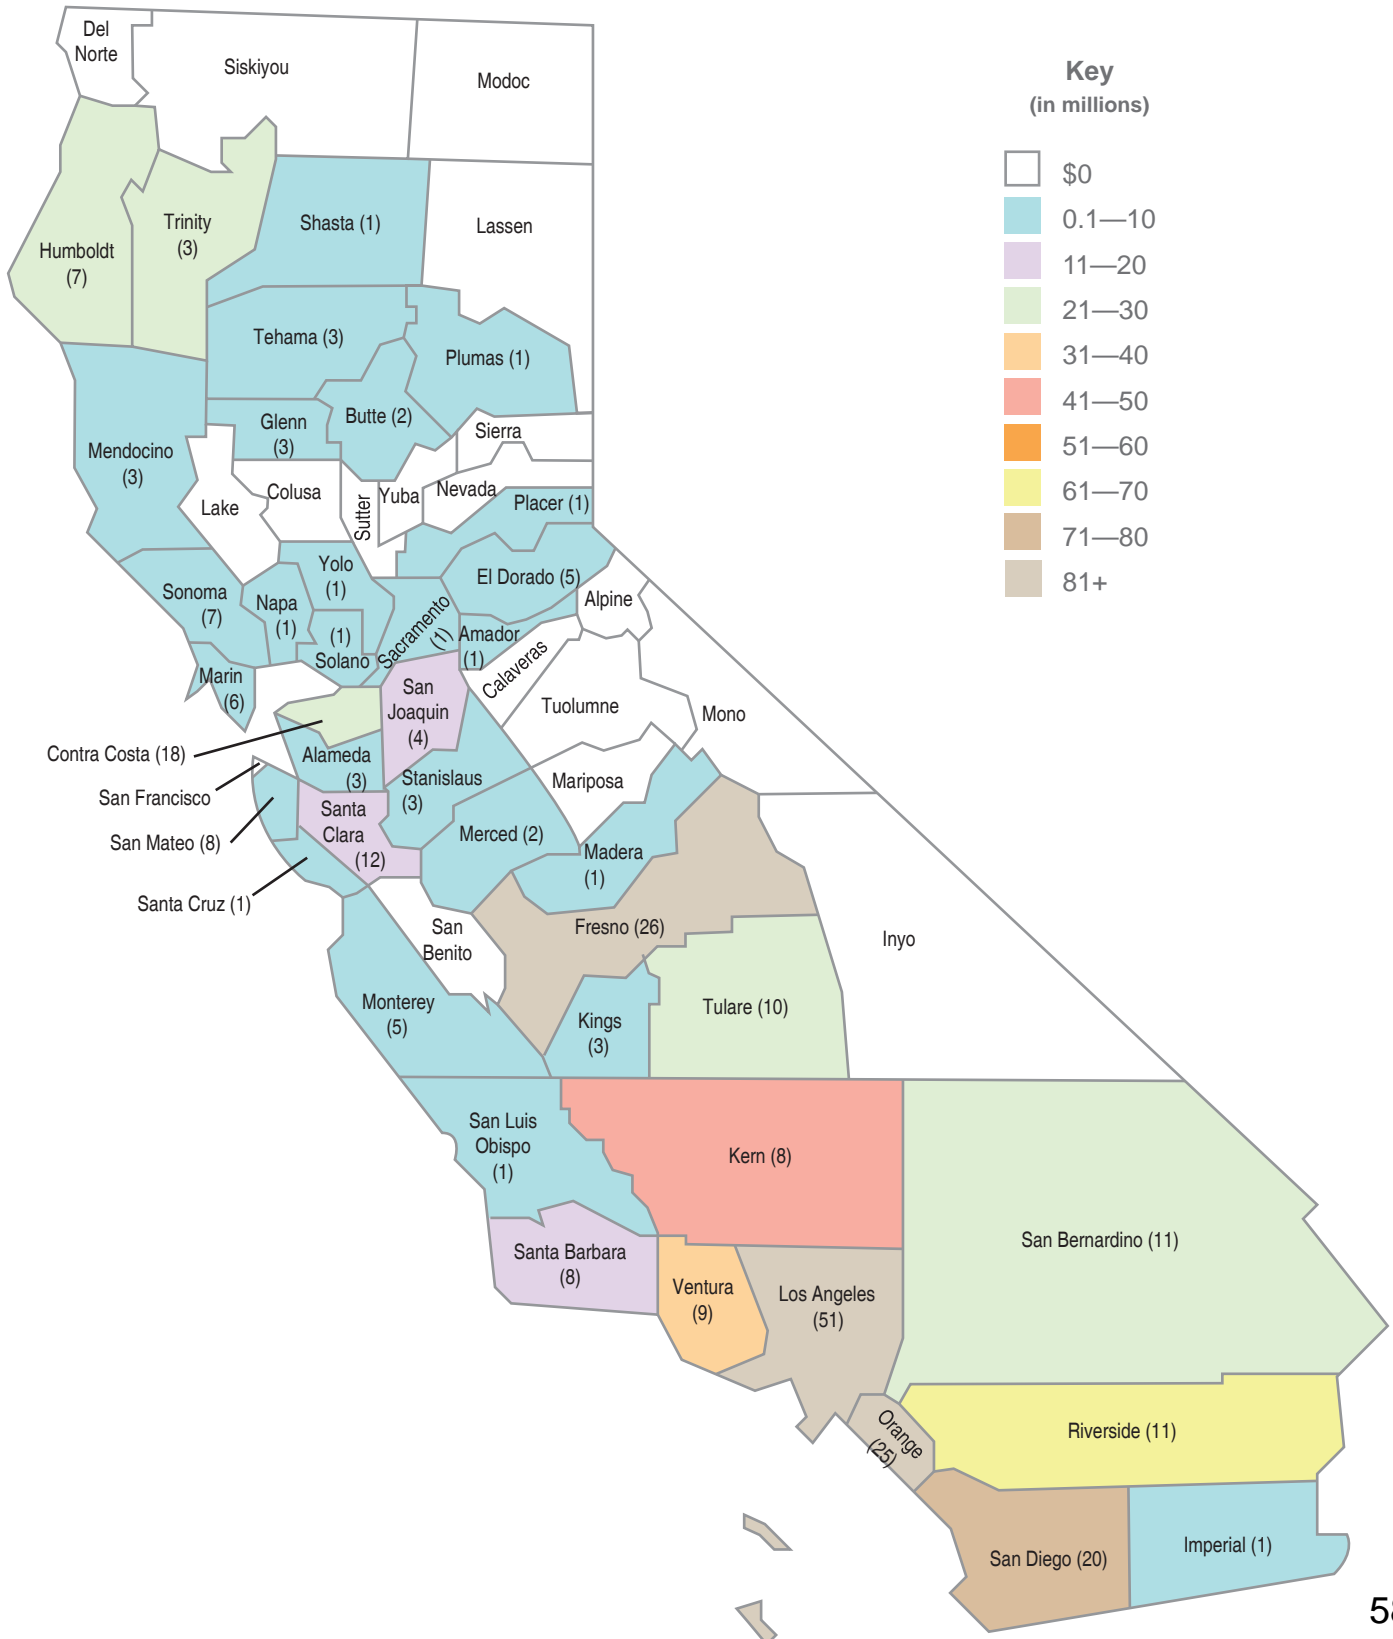 Del
Norte
Siskiyou
Modoc
Key
(in millions)
$0
0.1—10
11—20
21—30
31—40
41—50
51—60
61—70
71—80
81+
Humboldt
(7)
Trinity
(3)
Shasta (1)
Lassen
Tehama (3)
Plumas (1)
Mendocino
(3)
Glenn
(3)
Butte (2)
Sierra
Lake
Colusa
Sutter
Yuba
Nevada
Placer (1)
Sonoma
(7)
Napa
(1)
Yolo
(1)
(1)
Solano
Sacramento
(1)
El Dorado (5)
Amador
(1)
Alpine
Marin
(6)
Calaveras
San
Joaquin
(4)
Tuolumne
Mono
Contra Costa (18)
Alameda
(3)
Stanislaus
(3)
Mariposa
San Francisco
San Mateo (8)
Santa
Clara
(12)
Merced (2)
Madera
(1)
Santa Cruz (1)
San
Benito
Fresno (26)
Inyo
Monterey
(5)
Kings
(3)
Tulare (10)
San Luis
Obispo
(1)
Kern (8)
San Bernardino (11)
Santa Barbara
(8)
Ventura
(9)
Los Angeles
(51)
Orange
(25)
Riverside (11)
San Diego (20)
Imperial (1)